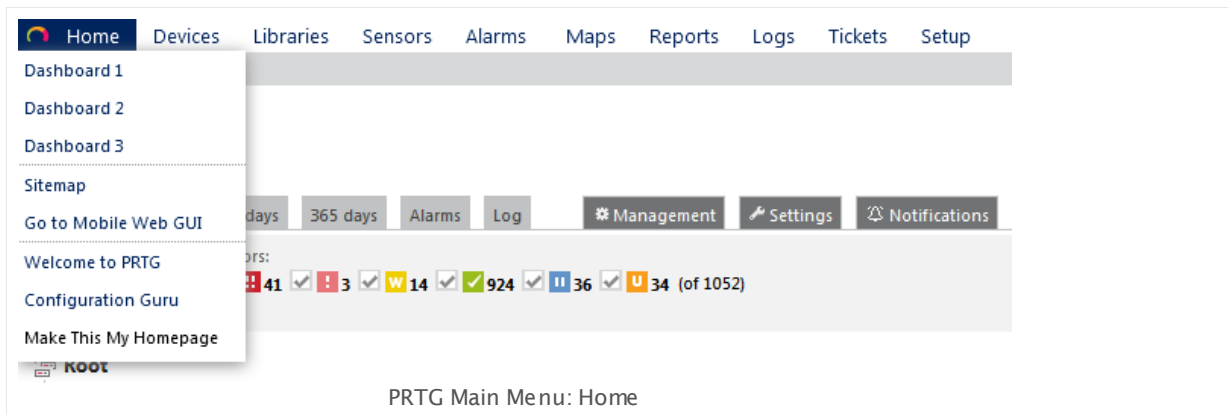 Home Devices Libraries Sensors Alarms Maps Reports Logs Tickets Setup
Dashboard 1
Dashboard 2
Dashboard 3
Sitemap
days 365 days Alarms Log Management Settings Notifications
Go to Mobile Web GUI
Welcome to PRTG
ors:
!! 41 ! 3 W 14 924 36 U 34 (of 1052)
Configuration Guru
Make This My Homepage
Root
PRTG Main Menu: Home